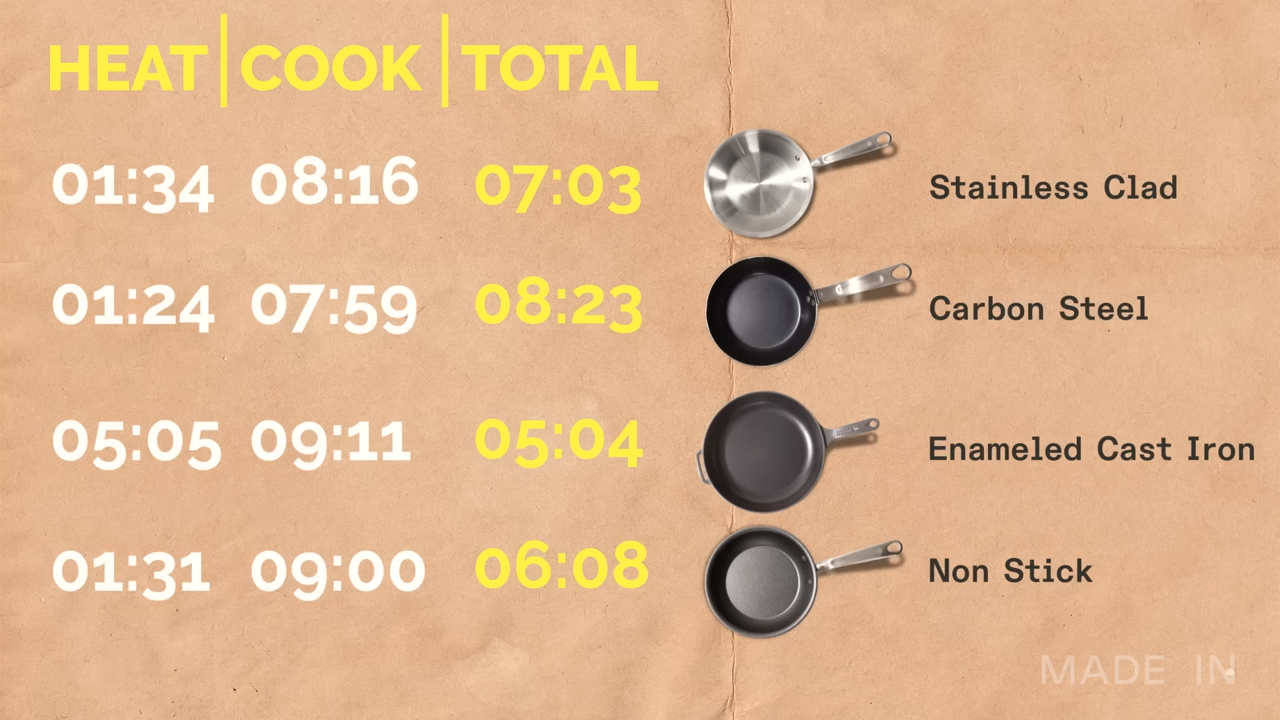 HEAT | COOK | TOTAL
01:34 08:16 07:03 Stainless Clad
01:24 07:59 08:23 Carbon Steel
05:05 09:11 05:04 Enameled Cast Iron
01:31 09:00 06:08 Non Stick
MADE IN